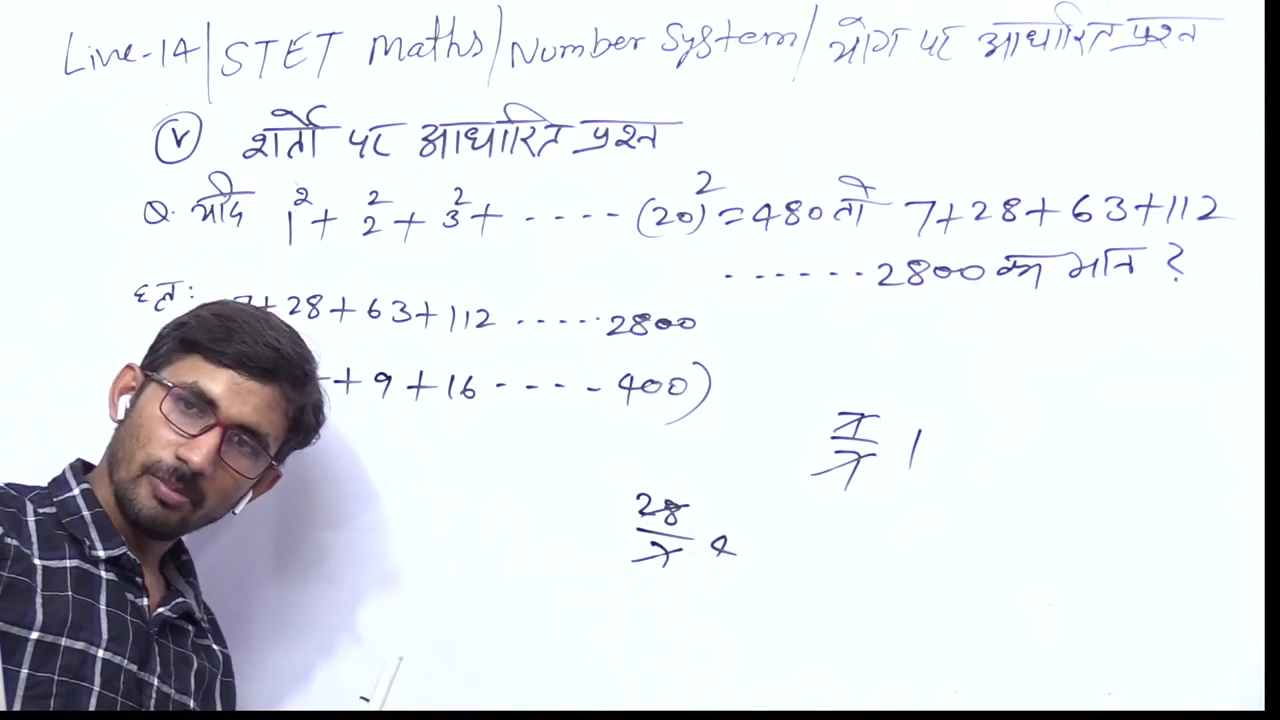 Live-14/STET Maths/Number System/योग पर आधारित प्रश्न
(v) शर्तो पर आधारित प्रश्न
Q. यदि 1² + 2² + 3² + ..... (20)² = 480 तो 7+28+63+112
....... 2800 का मान ?
हल: 7+28+63+112 ..... 2800
+9+16 ---- 400)
7/7 1
28/7 4